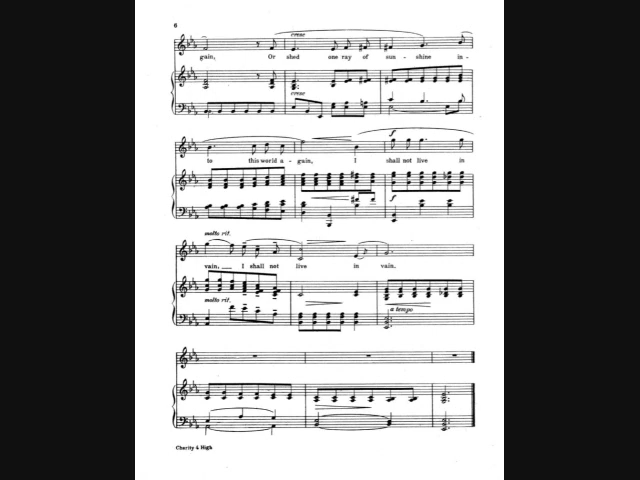 6
cresc
gain, Or shed one ray of sun - shine in -
cresc
f
to this world a - gain, I shall not live in
f
molto rit.
vain, I shall not live in vain.
molto rit.
a tempo
Charity 4 High